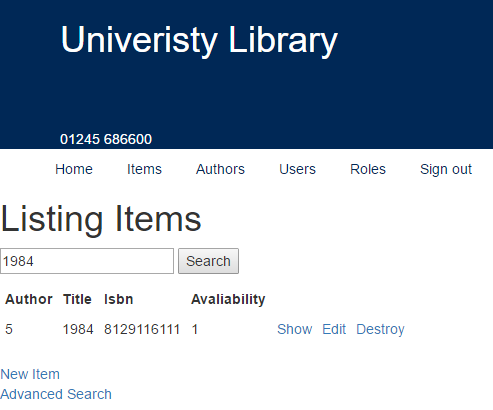 Univeristy Library
01245 686600
Home Items Authors Users Roles Sign out
Listing Items
1984 Search
Author Title Isbn Avaliability
5 1984 8129116111 1 Show Edit Destroy
New Item
Advanced Search